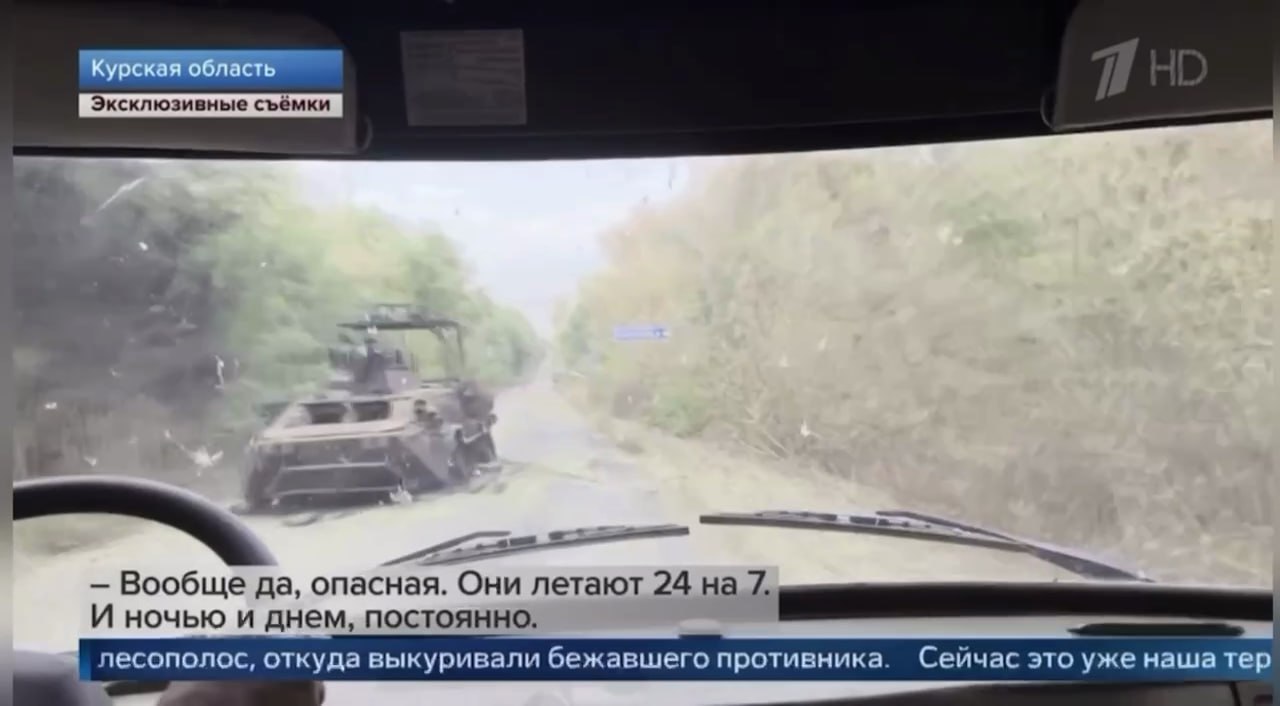 Курская область
Эксклюзивные съёмки
1 HD
– Вообще да, опасная. Они летают 24 на 7.
И ночью и днем, постоянно.
лесополос, откуда выкуривали бежавшего противника. Сейчас это уже наша тер